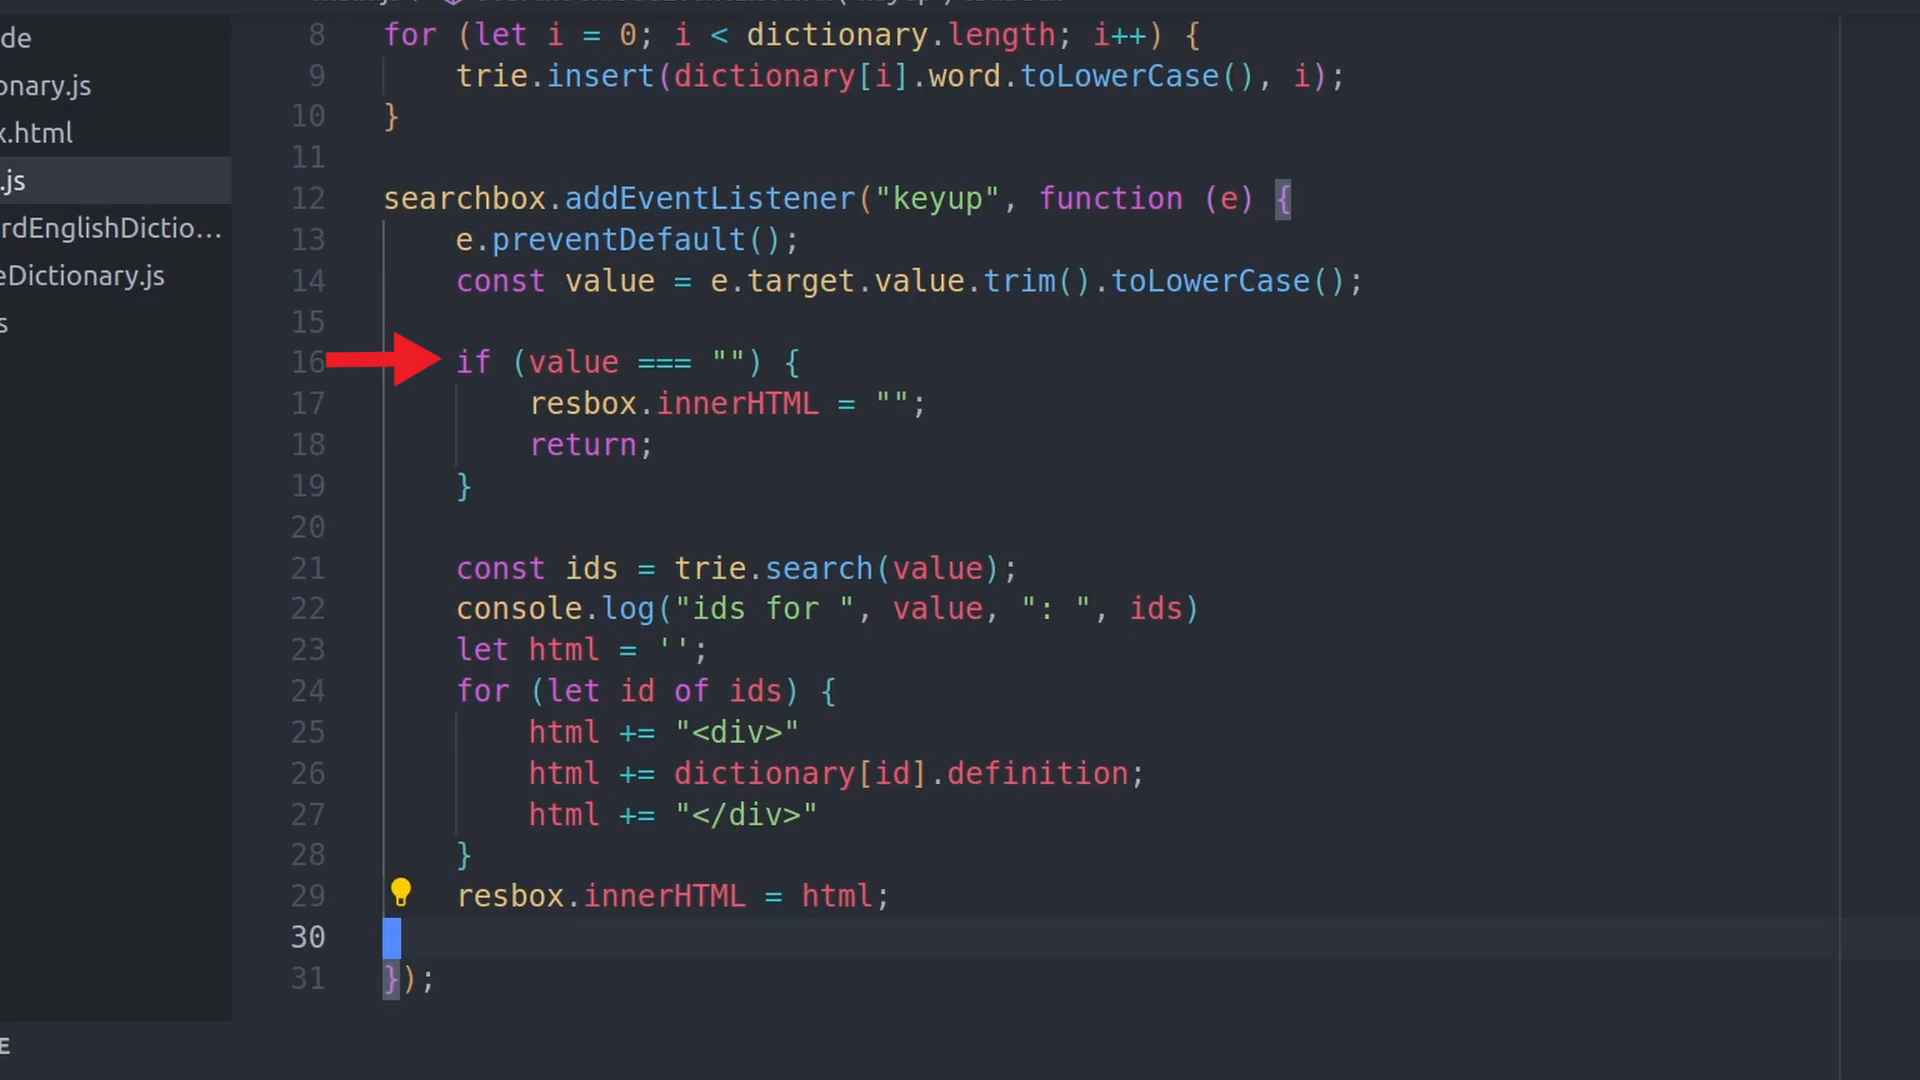 de
onary.js
x.html
.js
rdEnglishDictio...
eDictionary.js
s
E
8 for (let i = 0; i < dictionary.length; i++) {
9 trie.insert(dictionary[i].word.toLowerCase(), i);
10 }
11
12 searchbox.addEventListener("keyup", function (e) {
13 e.preventDefault();
14 const value = e.target.value.trim().toLowerCase();
15
16 if (value === "") {
17 resbox.innerHTML = "";
18 return;
19 }
20
21 const ids = trie.search(value);
22 console.log("ids for ", value, ": ", ids)
23 let html = '';
24 for (let id of ids) {
25 html += "<div>"
26 html += dictionary[id].definition;
27 html += "</div>"
28 }
29 resbox.innerHTML = html;
30
31 });